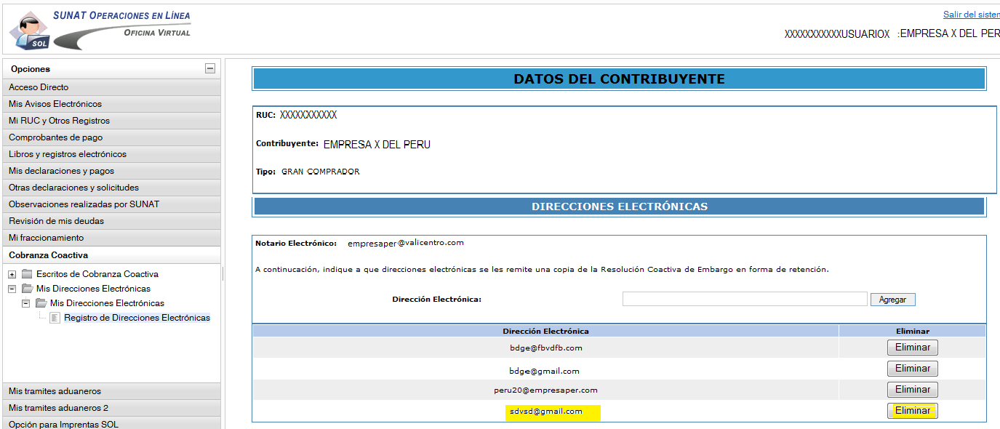 SUNAT OPERACIONES EN LÍNEA
OFICINA VIRTUAL
SOL
Salir del sistem
XXXXXXXXXXXUSUARIOX :EMPRESA X DEL PER
Opciones
Acceso Directo
Mis Avisos Electrónicos
Mi RUC y Otros Registros
Comprobantes de pago
Libros y registros electrónicos
Mis declaraciones y pagos
Otras declaraciones y solicitudes
Observaciones realizadas por SUNAT
Revisión de mis deudas
Mi fraccionamiento
Cobranza Coactiva
Escritos de Cobranza Coactiva
Mis Direcciones Electrónicas
Mis Direcciones Electrónicas
Registro de Direcciones Electrónicas
Mis tramites aduaneros
Mis tramites aduaneros 2
Opción para Imprentas SOL
DATOS DEL CONTRIBUYENTE
RUC: XXXXXXXXXXX
Contribuyente: EMPRESA X DEL PERU
Tipo: GRAN COMPRADOR
DIRECCIONES ELECTRÓNICAS
Notario Electrónico: empresaper@valicentro.com
A continucación, indique a que direcciones electrónicas se les remite una copia de la Resolución Coactiva de Embargo en forma de retención.
Dirección Electrónica: Agregar
Dirección Electrónica Eliminar
bdge@fbvdfb.com Eliminar
bdge@gmail.com Eliminar
peru20@empresaper.com Eliminar
sdvsd@gmail.com Eliminar